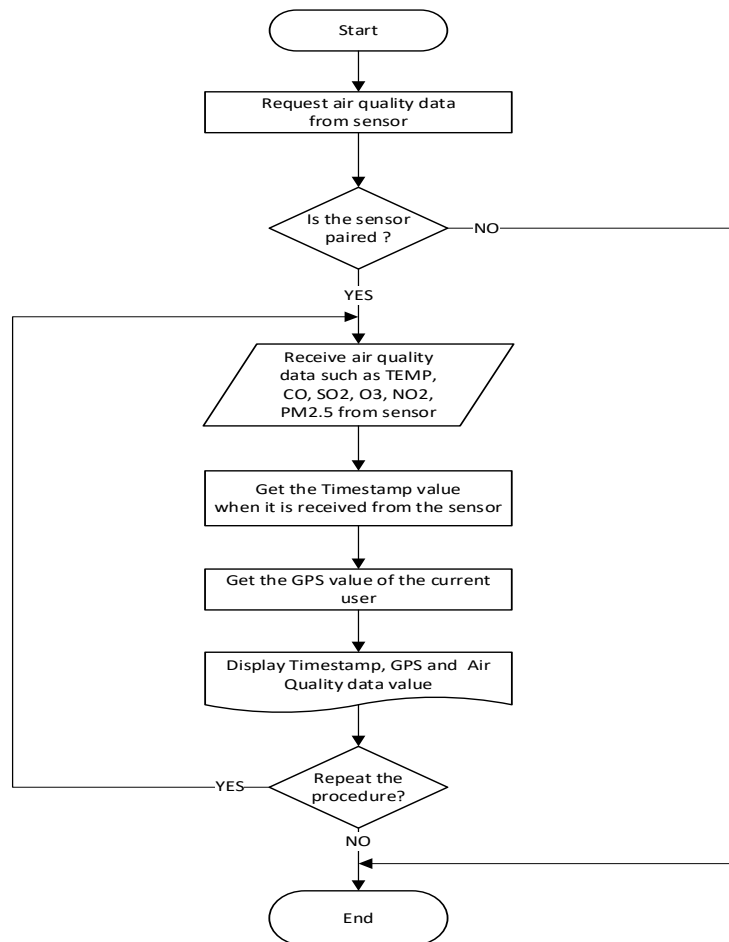 Start
Request air quality data
from sensor
Is the sensor
paired ?
NO
YES
Receive air quality
data such as TEMP,
CO, SO2, O3, NO2,
PM2.5 from sensor
Get the Timestamp value
when it is received from the sensor
Get the GPS value of the current
user
Display Timestamp, GPS and  Air
Quality data value
Repeat the
procedure?
YES
NO
End